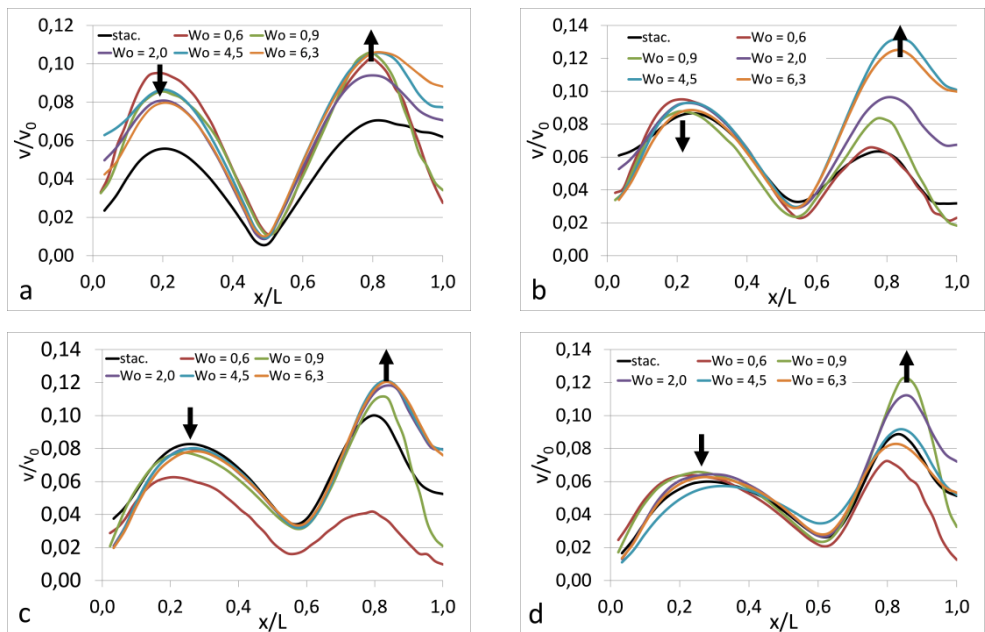 0,12
0,10
0,08
0,06
0,04
0,02
0,00
v/v₀
stac. Wo = 0,6 Wo = 0,9
Wo = 2,0 Wo = 4,5 Wo = 6,3
0,0 0,2 0,4 0,6 0,8 1,0
x/L
a
0,14
0,12
0,10
0,08
0,06
0,04
0,02
0,00
v/v₀
stac. Wo = 0,6
Wo = 0,9 Wo = 2,0
Wo = 4,5 Wo = 6,3
0,0 0,2 0,4 0,6 0,8 1,0
x/L
b
0,14
0,12
0,10
0,08
0,06
0,04
0,02
0,00
v/v₀
stac. Wo = 0,6 Wo = 0,9
Wo = 2,0 Wo = 4,5 Wo = 6,3
0,0 0,2 0,4 0,6 0,8 1,0
x/L
c
0,14
0,12
0,10
0,08
0,06
0,04
0,02
0,00
v/v₀
stac. Wo = 0,6 Wo = 0,9
Wo = 2,0 Wo = 4,5 Wo = 6,3
0,0 0,2 0,4 0,6 0,8 1,0
x/L
d